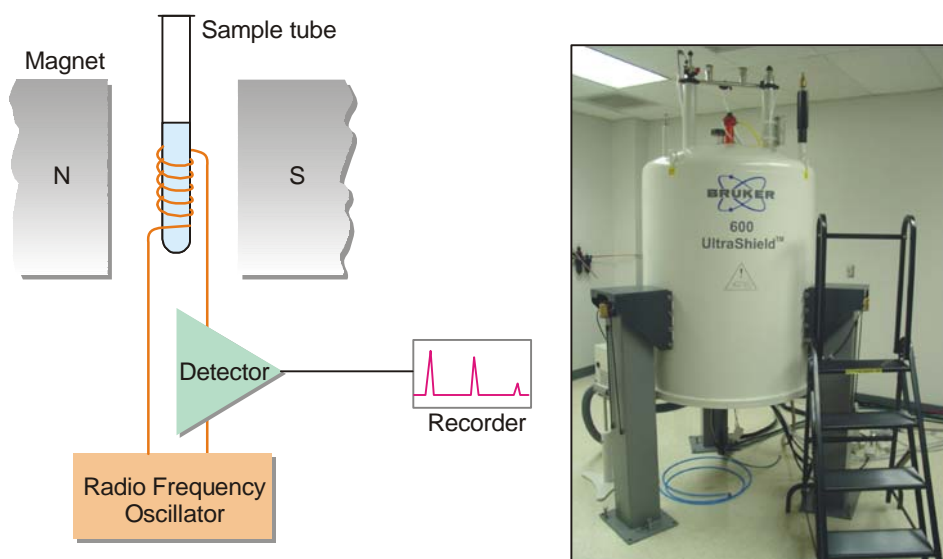 Sample tube
Magnet
N
S
Detector
Recorder
Radio Frequency
Oscillator
BRUKER
600
UltraShield™